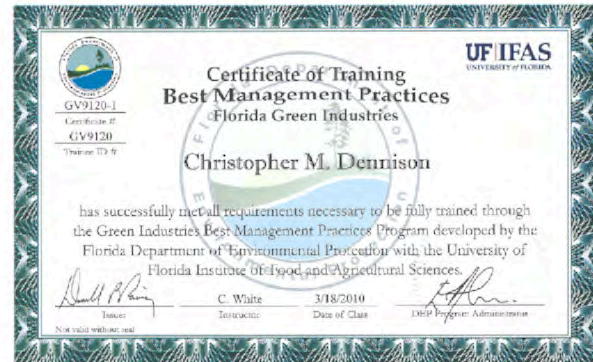 UF IFAS
UNIVERSITY of FLORIDA
Certificate of Training
Best Management Practices
Florida Green Industries
GV9120-1
Certificate #
GV9120
Trainee ID #
Christopher M. Dennison
has successfully met all requirements necessary to be fully trained through
the Green Industries Best Management Practices Program developed by the
Florida Department of Environmental Protection with the University of
Florida Institute of Food and Agricultural Sciences.
C. White
3/18/2010
Issuer
Instructor
Date of Class
DEP Program Administrator
Not valid without seal